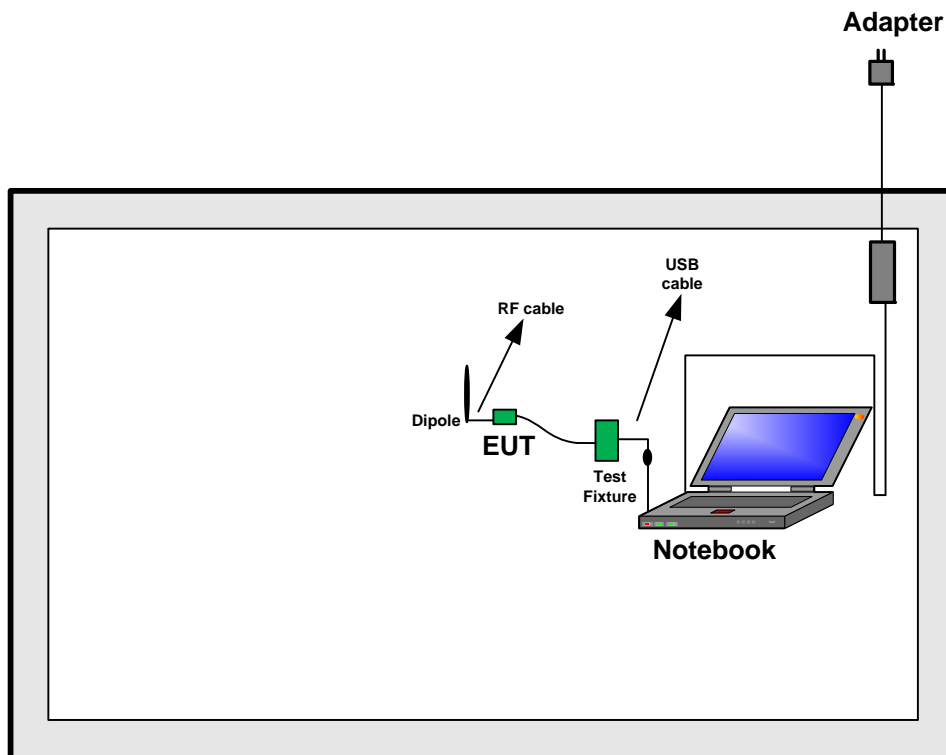 Adapter
USB
cable
RF cable
Dipole
EUT
Test
Fixture
Notebook